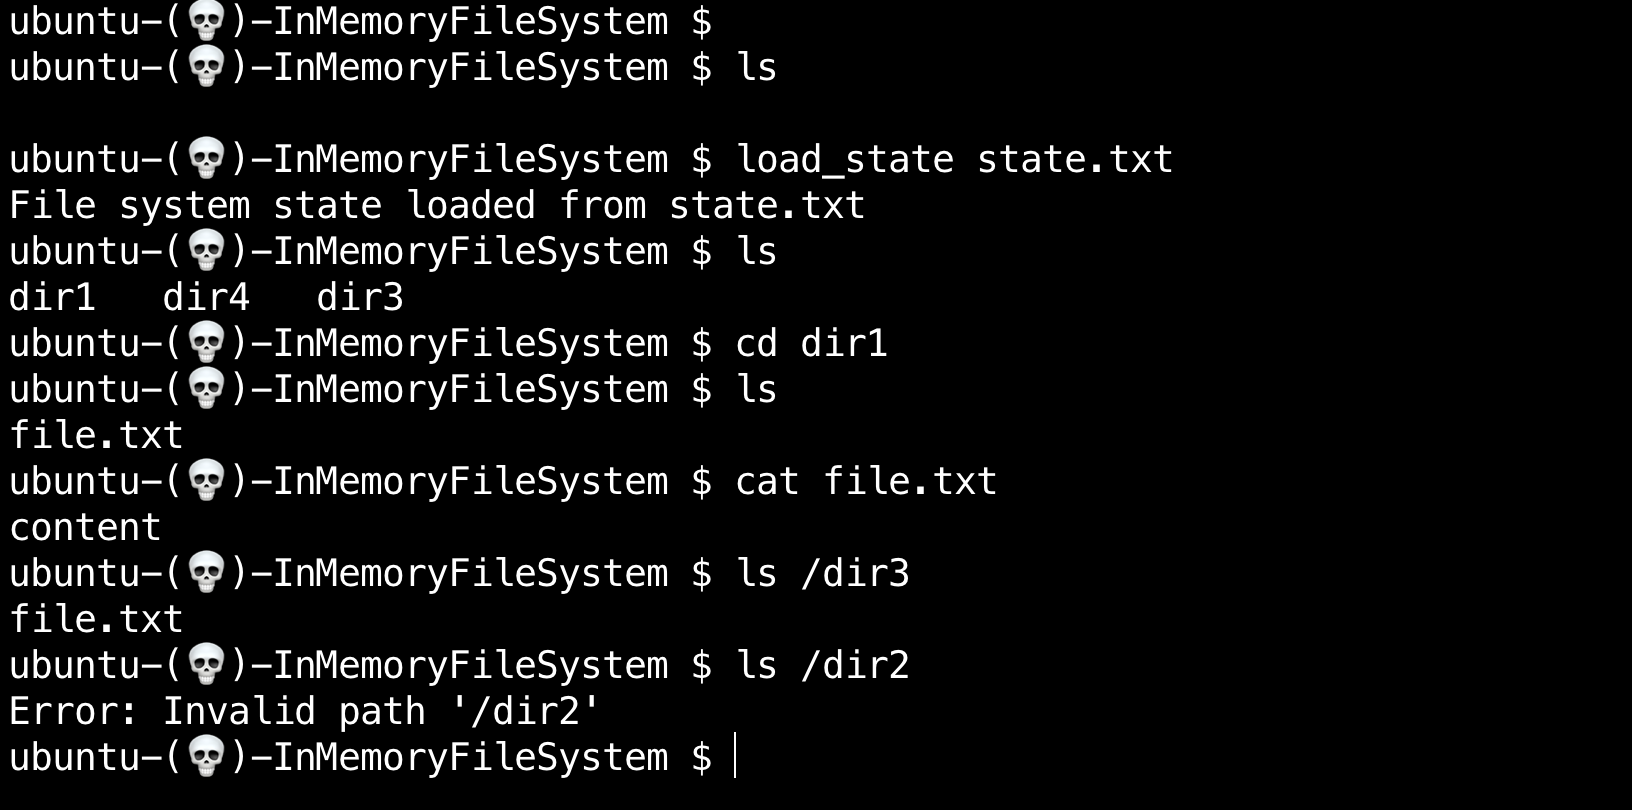 ubuntu-(💀)-InMemoryFileSystem $
ubuntu-(💀)-InMemoryFileSystem $ ls
ubuntu-(💀)-InMemoryFileSystem $ load_state state.txt
File system state loaded from state.txt
ubuntu-(💀)-InMemoryFileSystem $ ls
dir1   dir4   dir3
ubuntu-(💀)-InMemoryFileSystem $ cd dir1
ubuntu-(💀)-InMemoryFileSystem $ ls
file.txt
ubuntu-(💀)-InMemoryFileSystem $ cat file.txt
content
ubuntu-(💀)-InMemoryFileSystem $ ls /dir3
file.txt
ubuntu-(💀)-InMemoryFileSystem $ ls /dir2
Error: Invalid path '/dir2'
ubuntu-(💀)-InMemoryFileSystem $